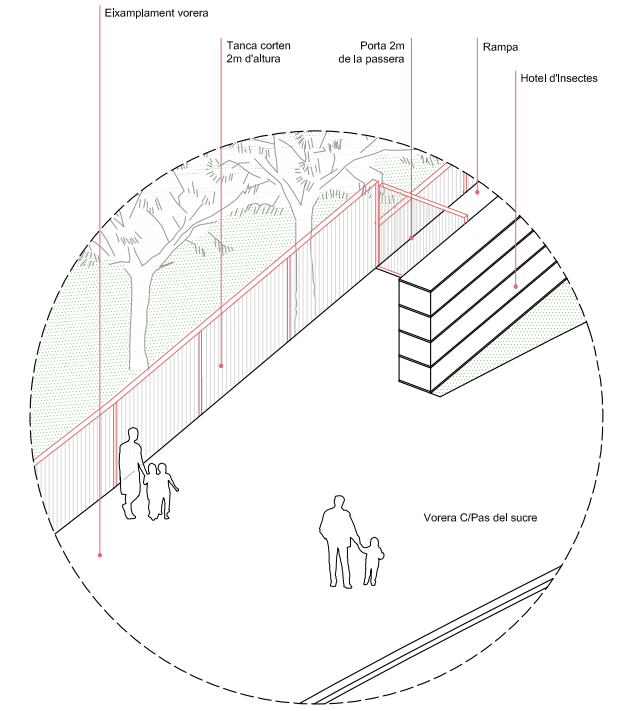 Eixamplament vorera
Tanca corten
2m d'altura
Porta 2m
de la passera
Rampa
Hotel d'Insectes
Vorera C/Pas del sucre